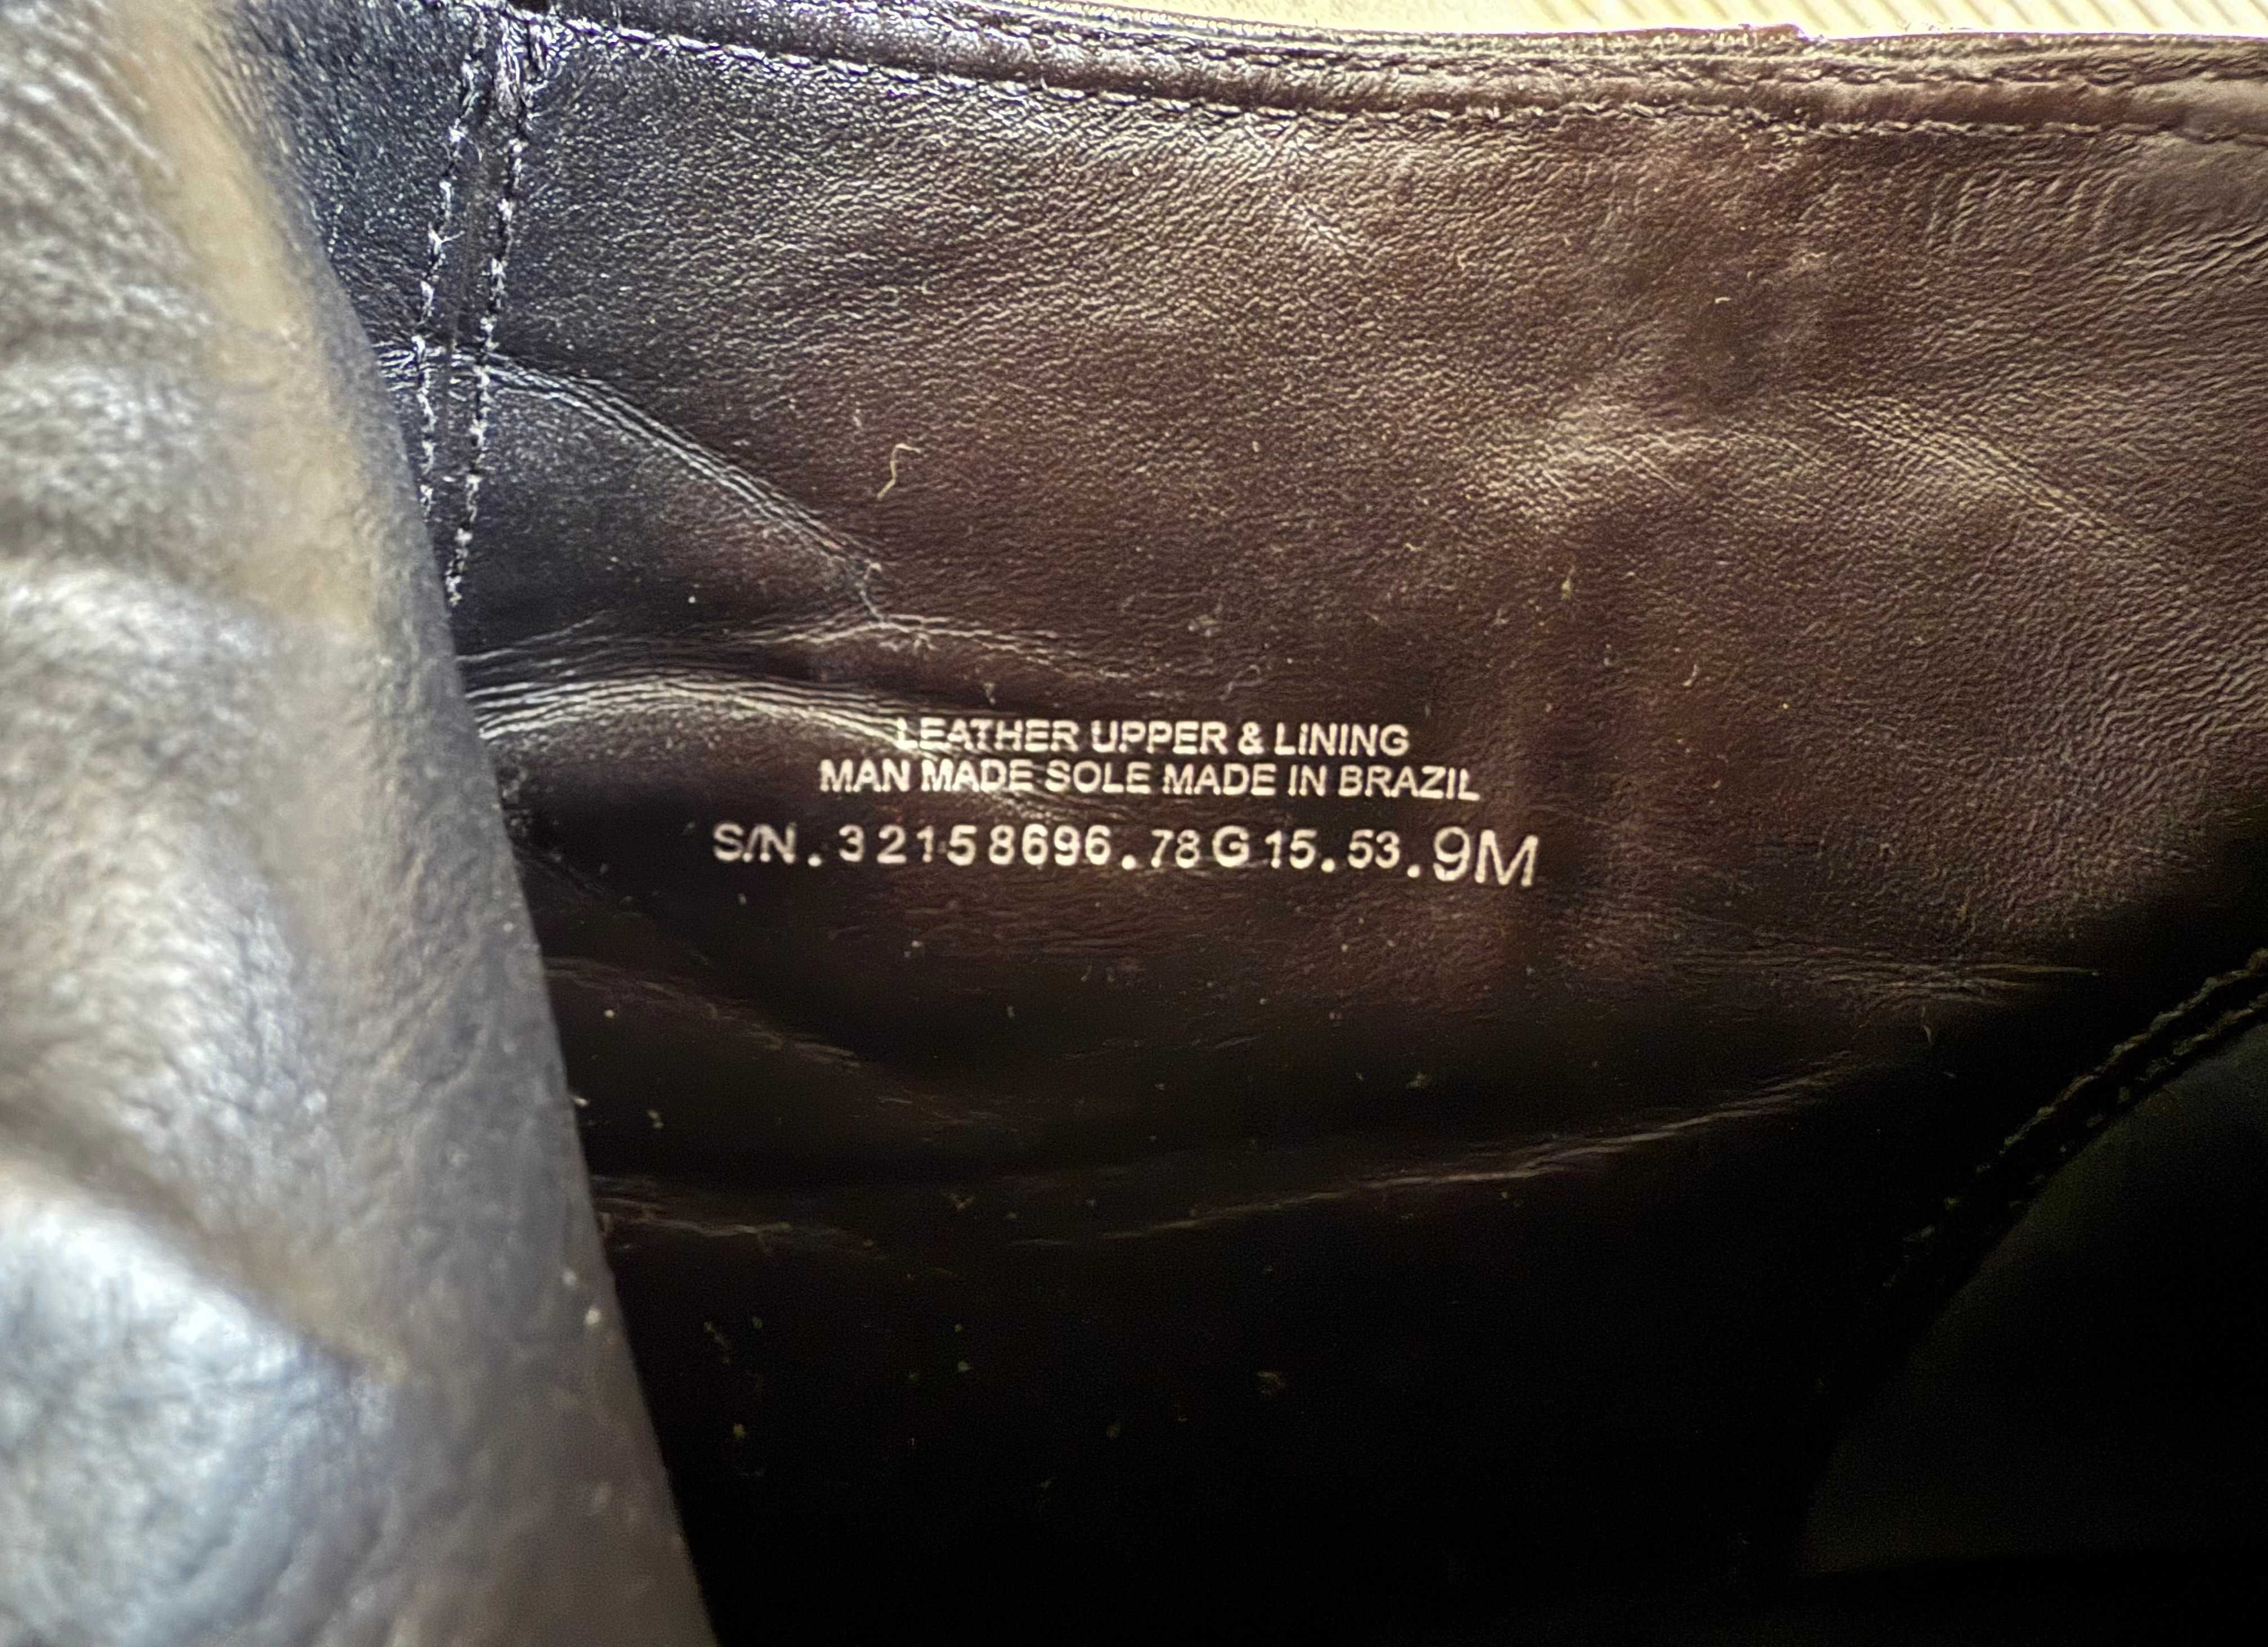 LEATHER UPPER & LINING
MAN MADE SOLE MADE IN BRAZIL
S/N.32158696.78G15.53.9M